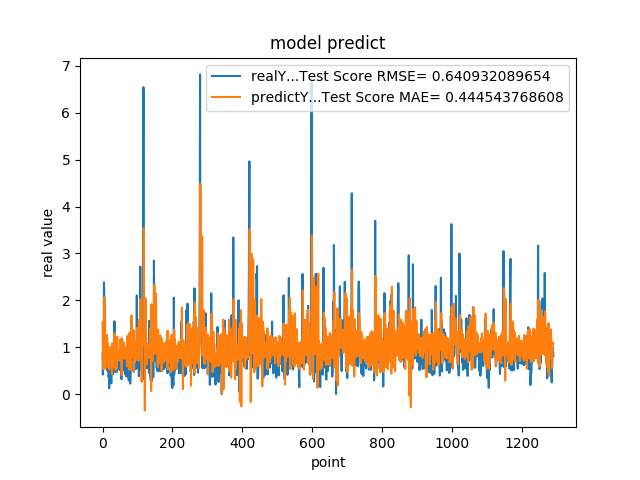 model predict
realY...Test Score RMSE= 0.640932089654
predictY...Test Score MAE= 0.444543768608
7
6
5
4
3
2
1
0
real value
0 200 400 600 800 1000 1200
point